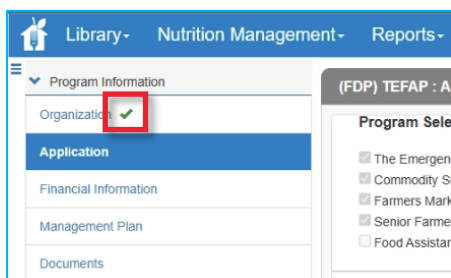 Library Nutrition Management Reports
Program Information
Organization
Application
Financial Information
Management Plan
Documents
(FDP) TEFAP : A
Program Sele
The Emergen
Commodity S
Farmers Mark
Senior Farme
Food Assistan